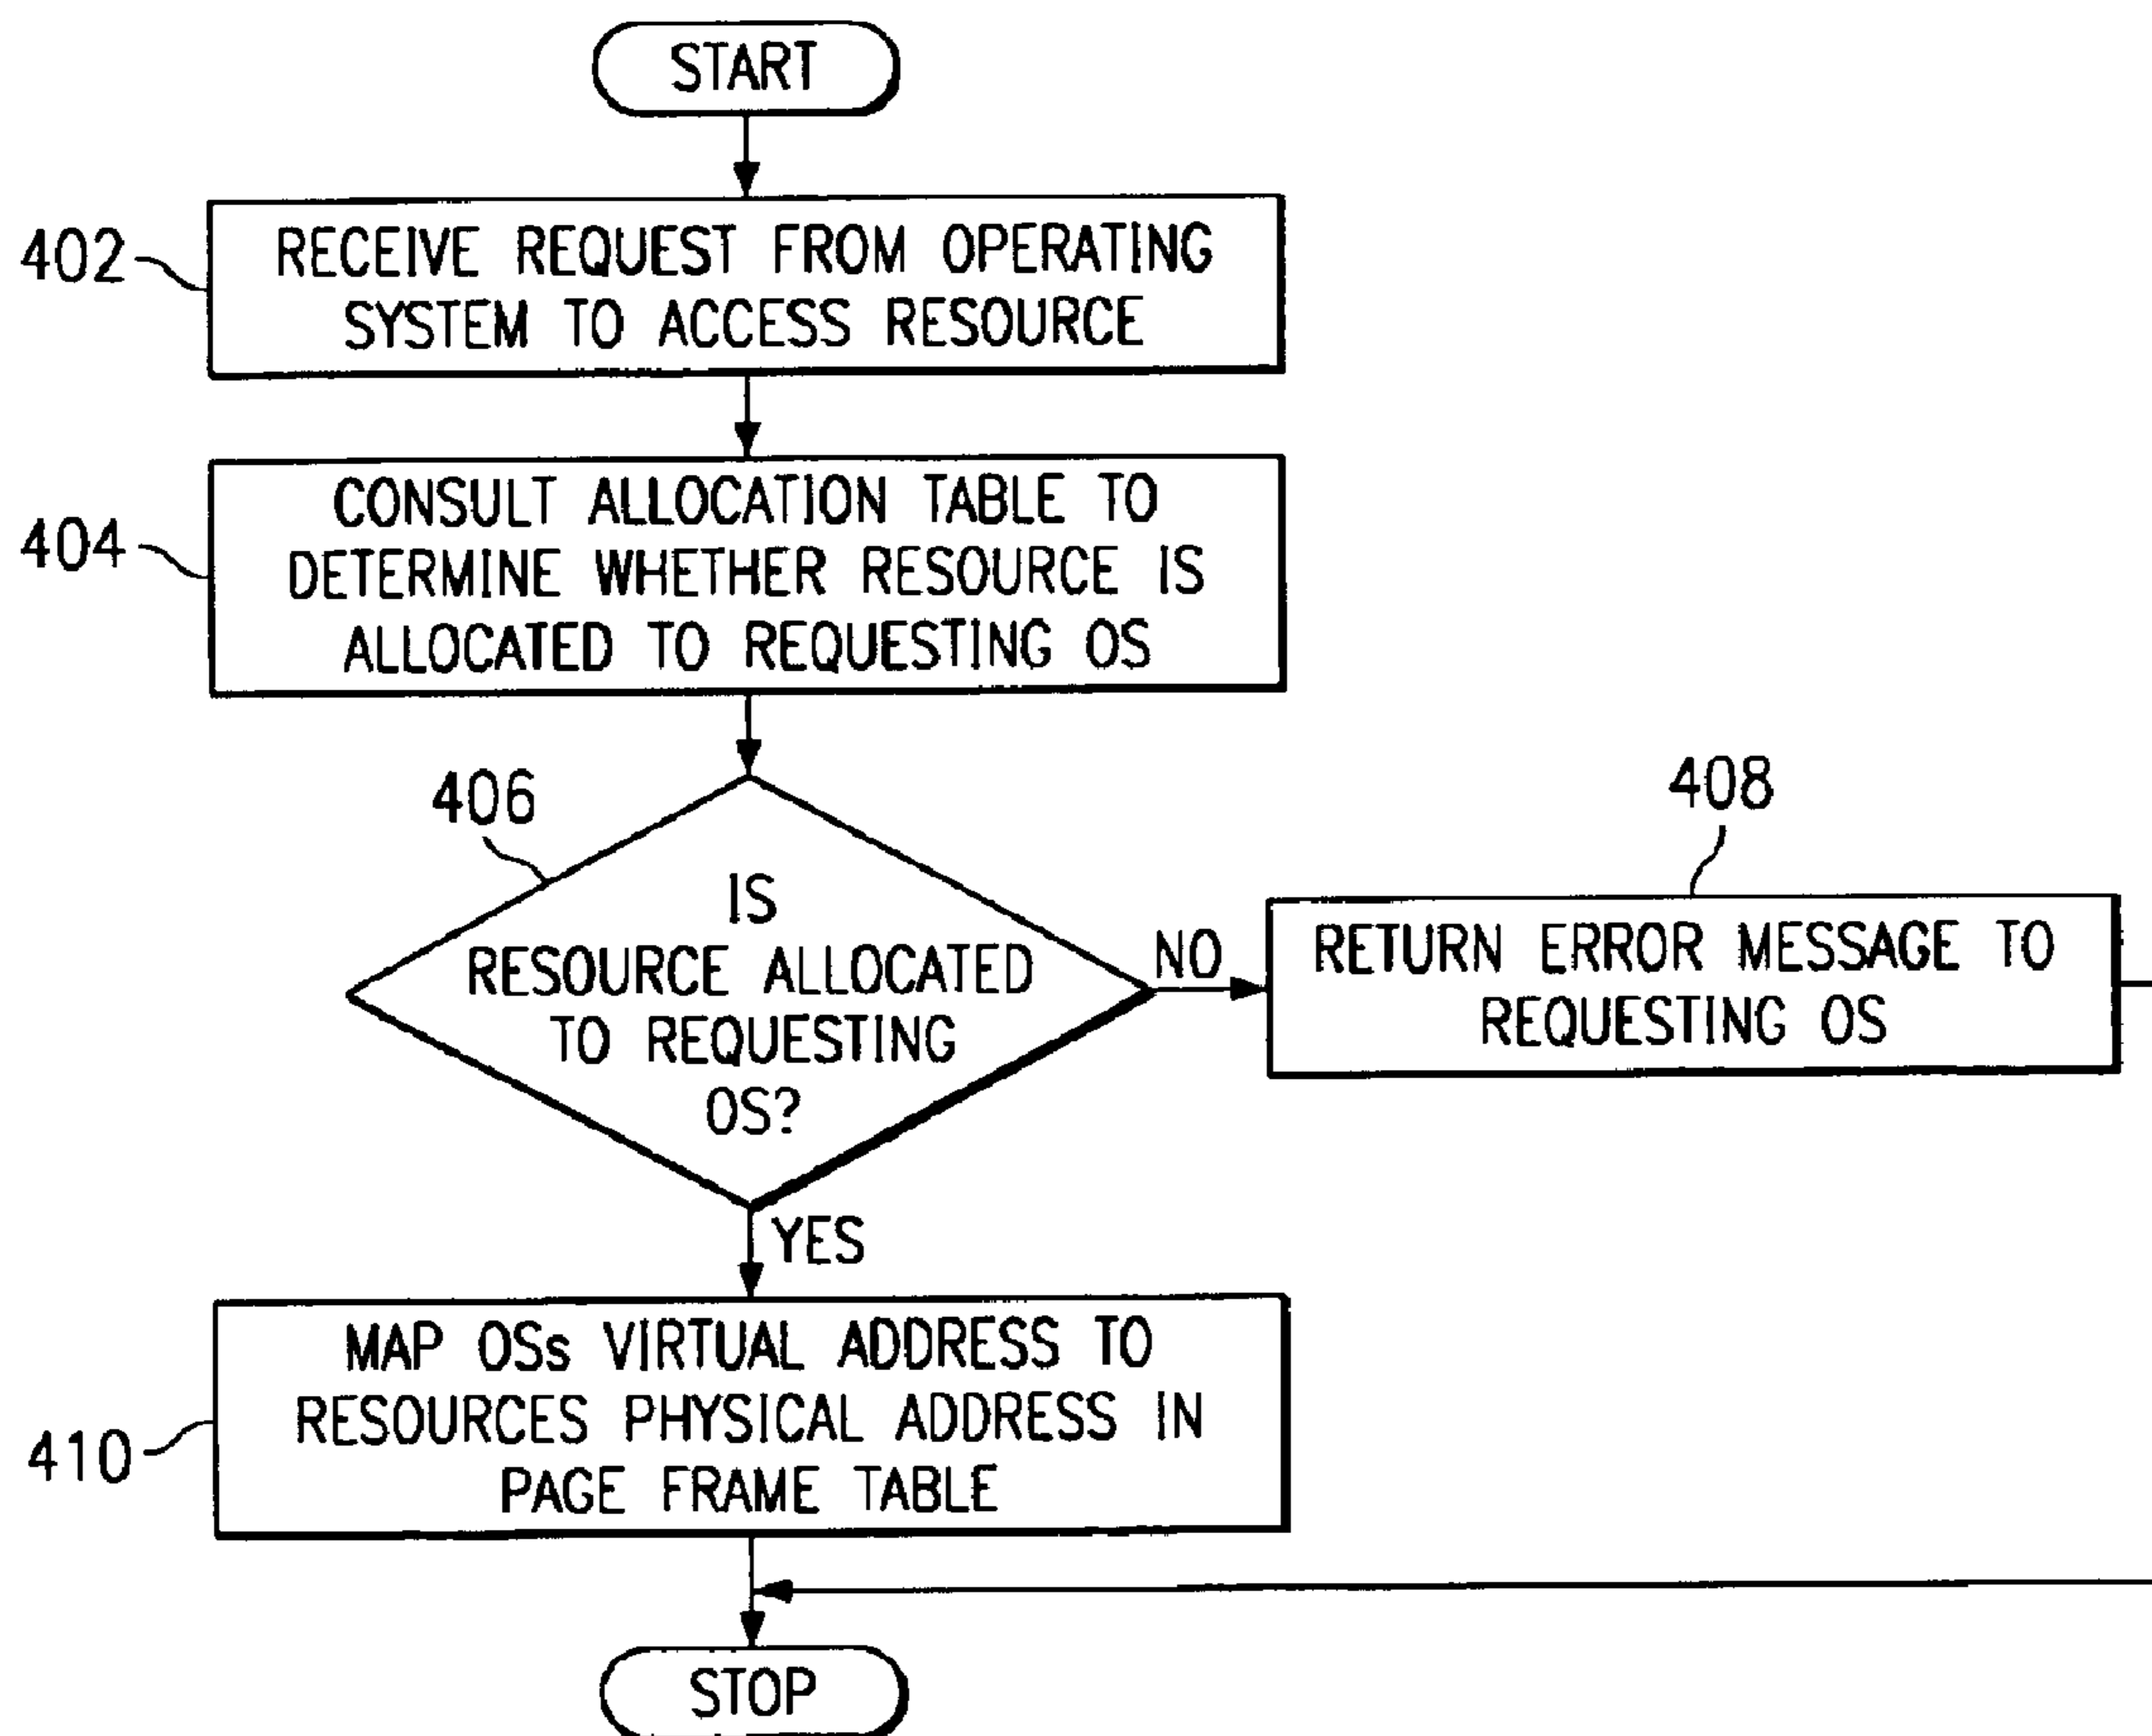 START
402
RECEIVE REQUEST FROM OPERATING
SYSTEM TO ACCESS RESOURCE
404
CONSULT ALLOCATION TABLE TO
DETERMINE WHETHER RESOURCE IS
ALLOCATED TO REQUESTING OS
406
IS
RESOURCE ALLOCATED
TO REQUESTING
OS?
NO
408
RETURN ERROR MESSAGE TO
REQUESTING OS
YES
410
MAP OSs VIRTUAL ADDRESS TO
RESOURCES PHYSICAL ADDRESS IN
PAGE FRAME TABLE
STOP